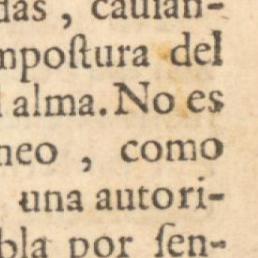 das, cauſan-
mpoſtura del
l alma. No es
neo, como
una autori-
bla por ſen-